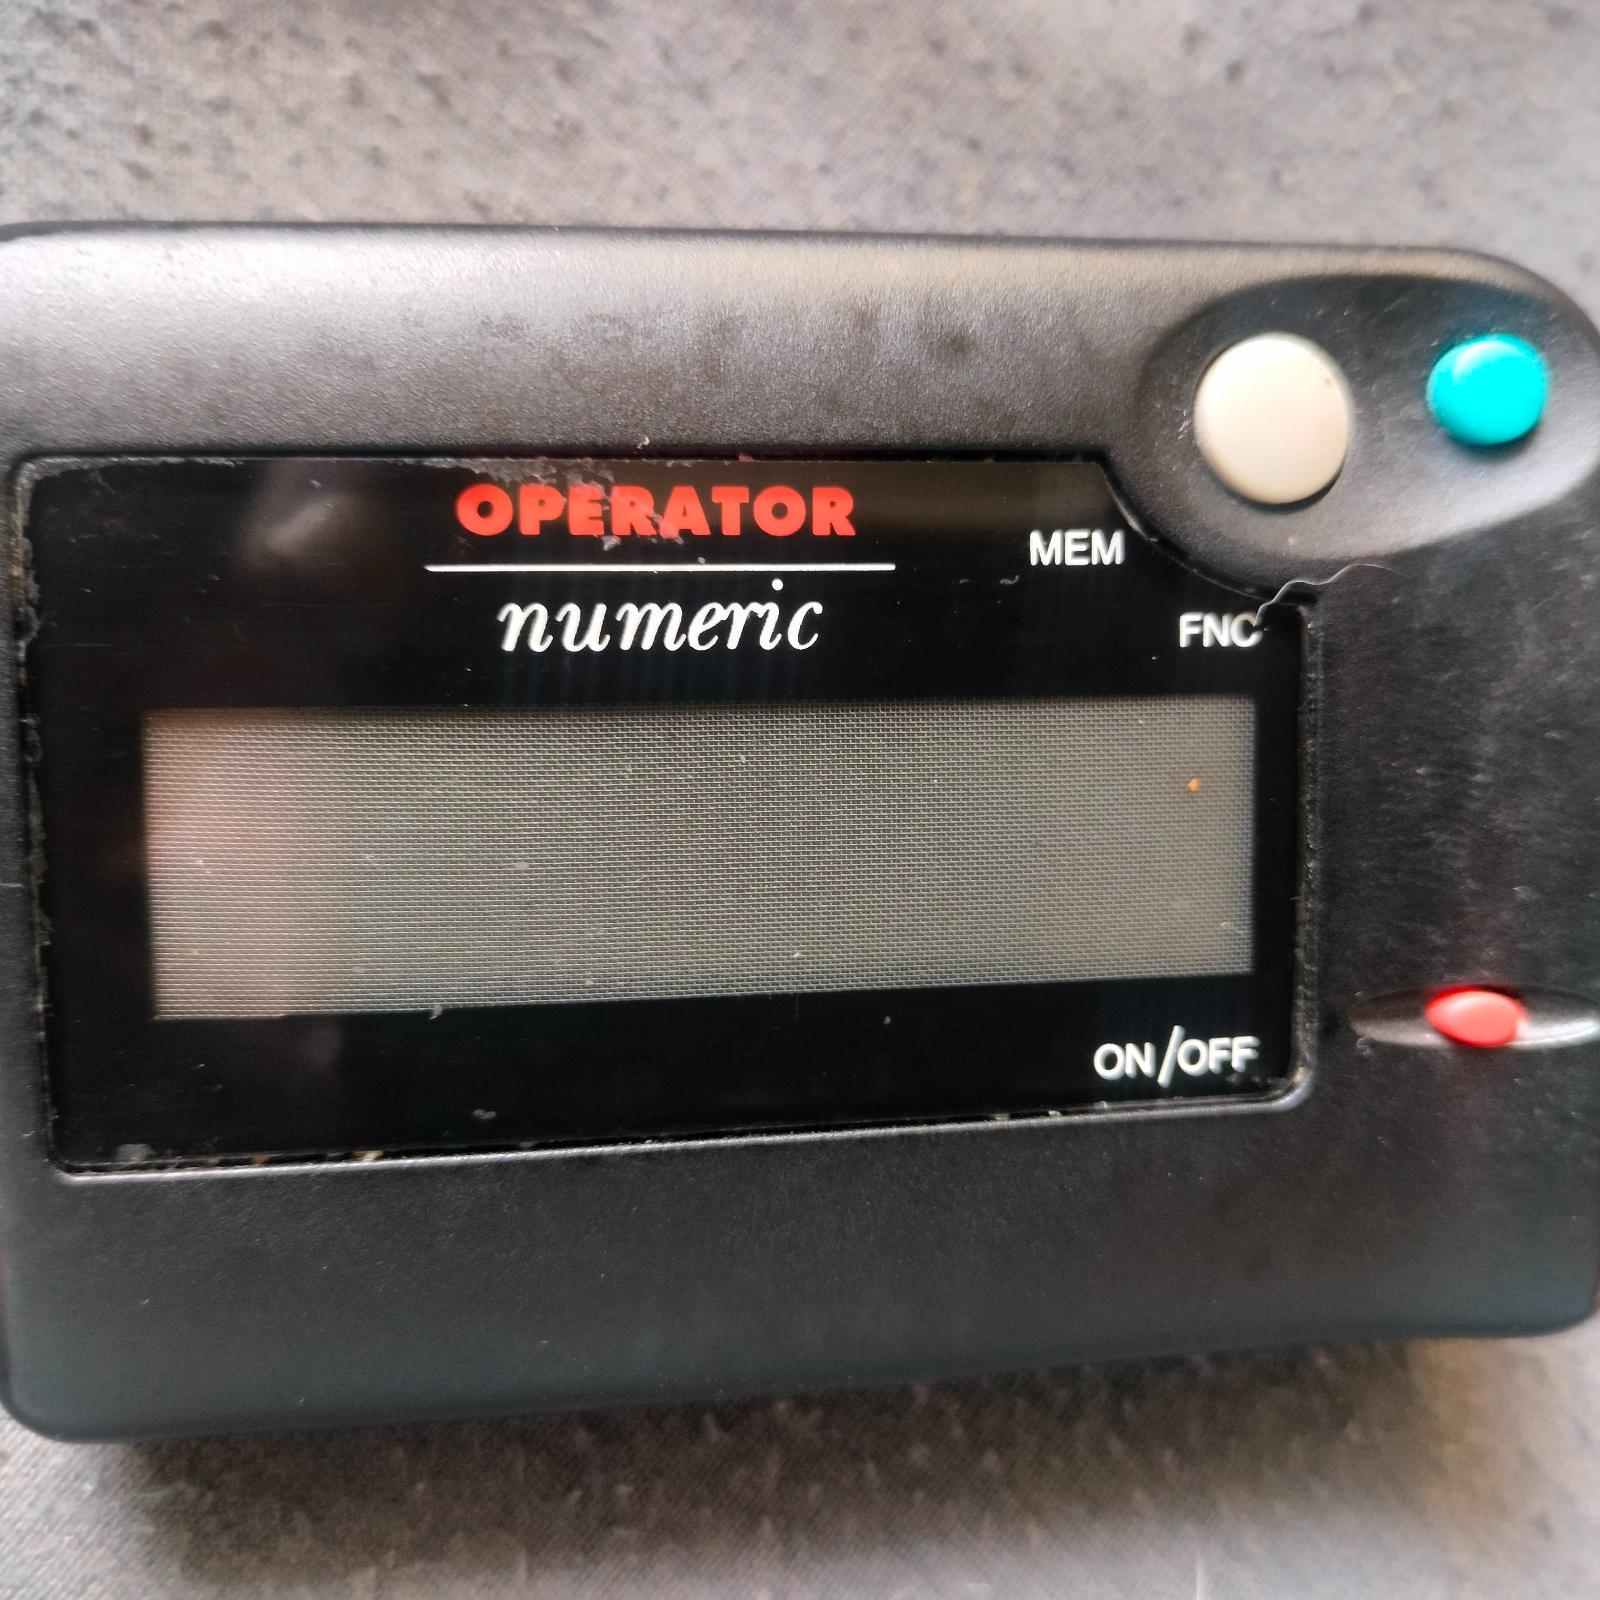 OPERATOR
numeric
MEM
FNC
ON/OFF